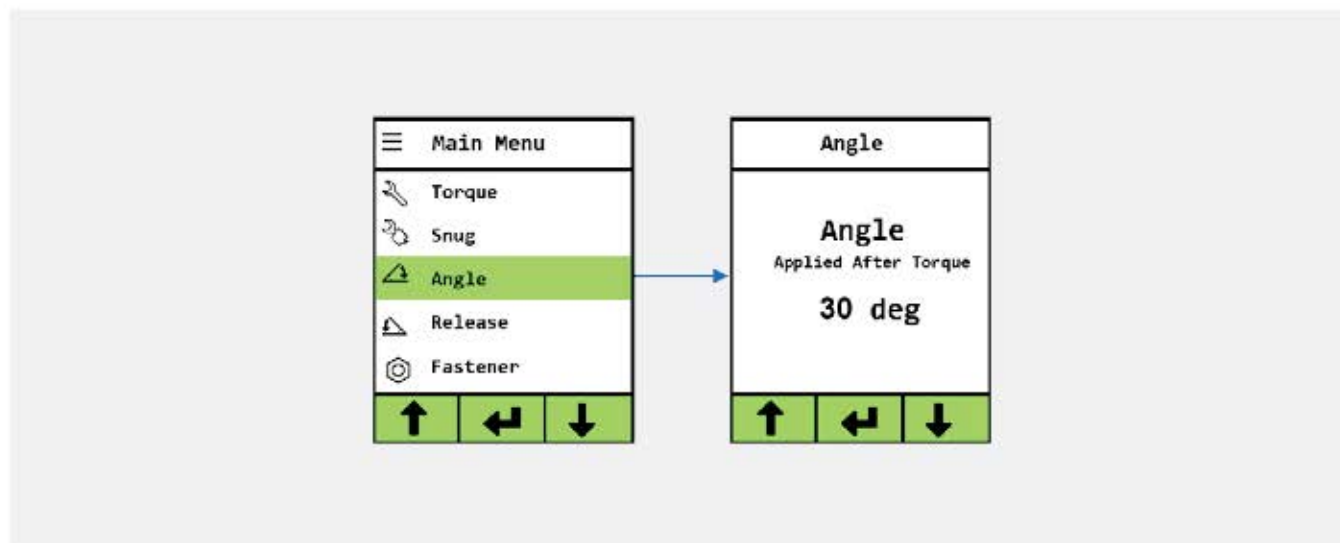 Main Menu
Torque
Snug
Angle
Release
Fastener
Angle
Angle
Applied After Torque
30 deg